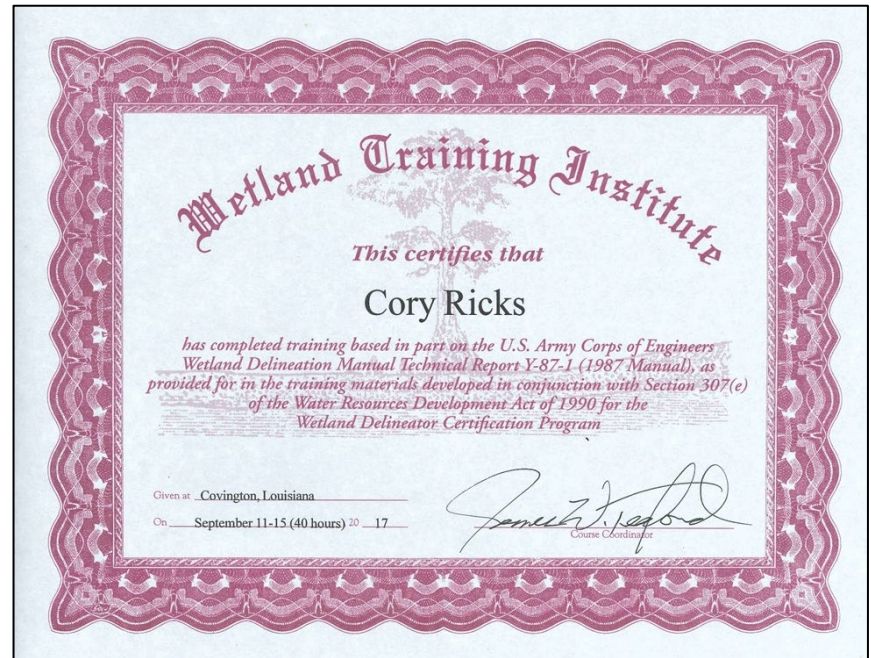 Wetland Training Institute
This certifies that
Cory Ricks
has completed training based in part on the U.S. Army Corps of Engineers
Wetland Delineation Manual Technical Report Y-87-1 (1987 Manual), as
provided for in the training materials developed in conjunction with Section 307(e)
of the Water Resources Development Act of 1990 for the
Wetland Delineator Certification Program
Given at Covington, Louisiana
On September 11-15 (40 hours) 20 17
Course Coordinator